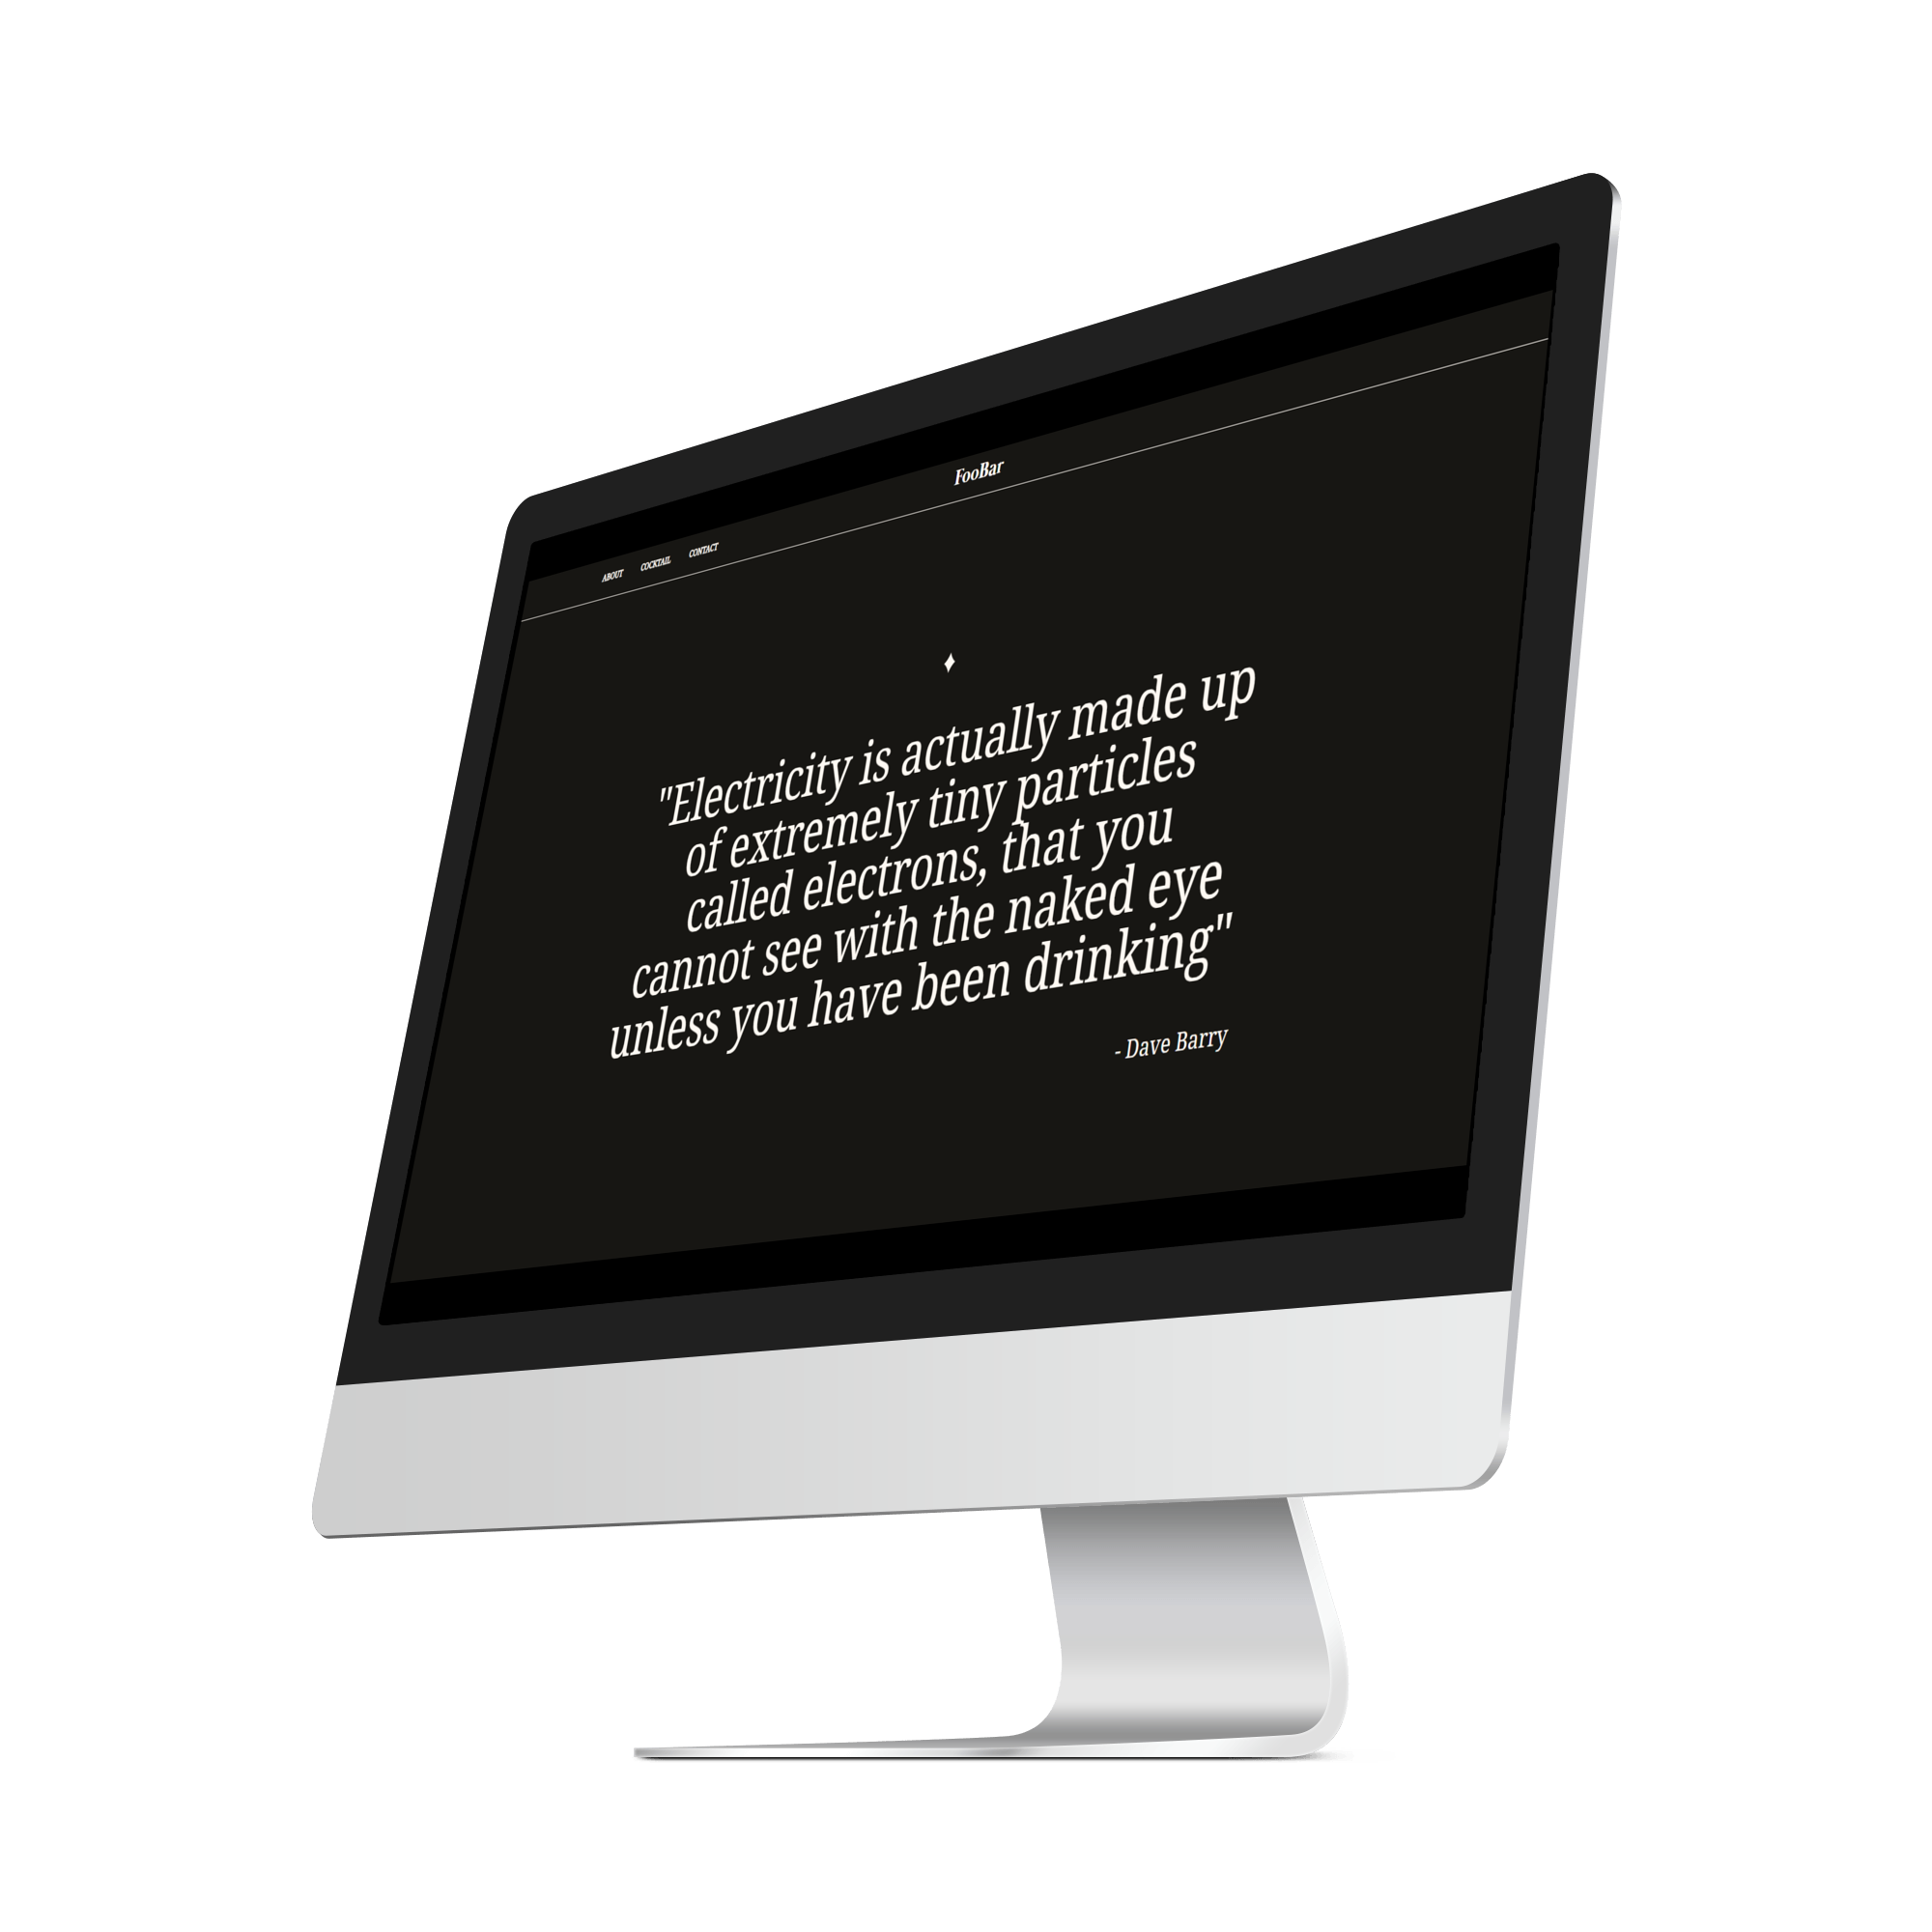 FooBar
ABOUT COCKTAIL CONTACT
"Electricity is actually made up
of extremely tiny particles
called electrons, that you
cannot see with the naked eye
unless you have been drinking"
- Dave Barry